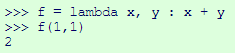 >>> f = lambda x, y : x + y
>>> f(1,1)
2